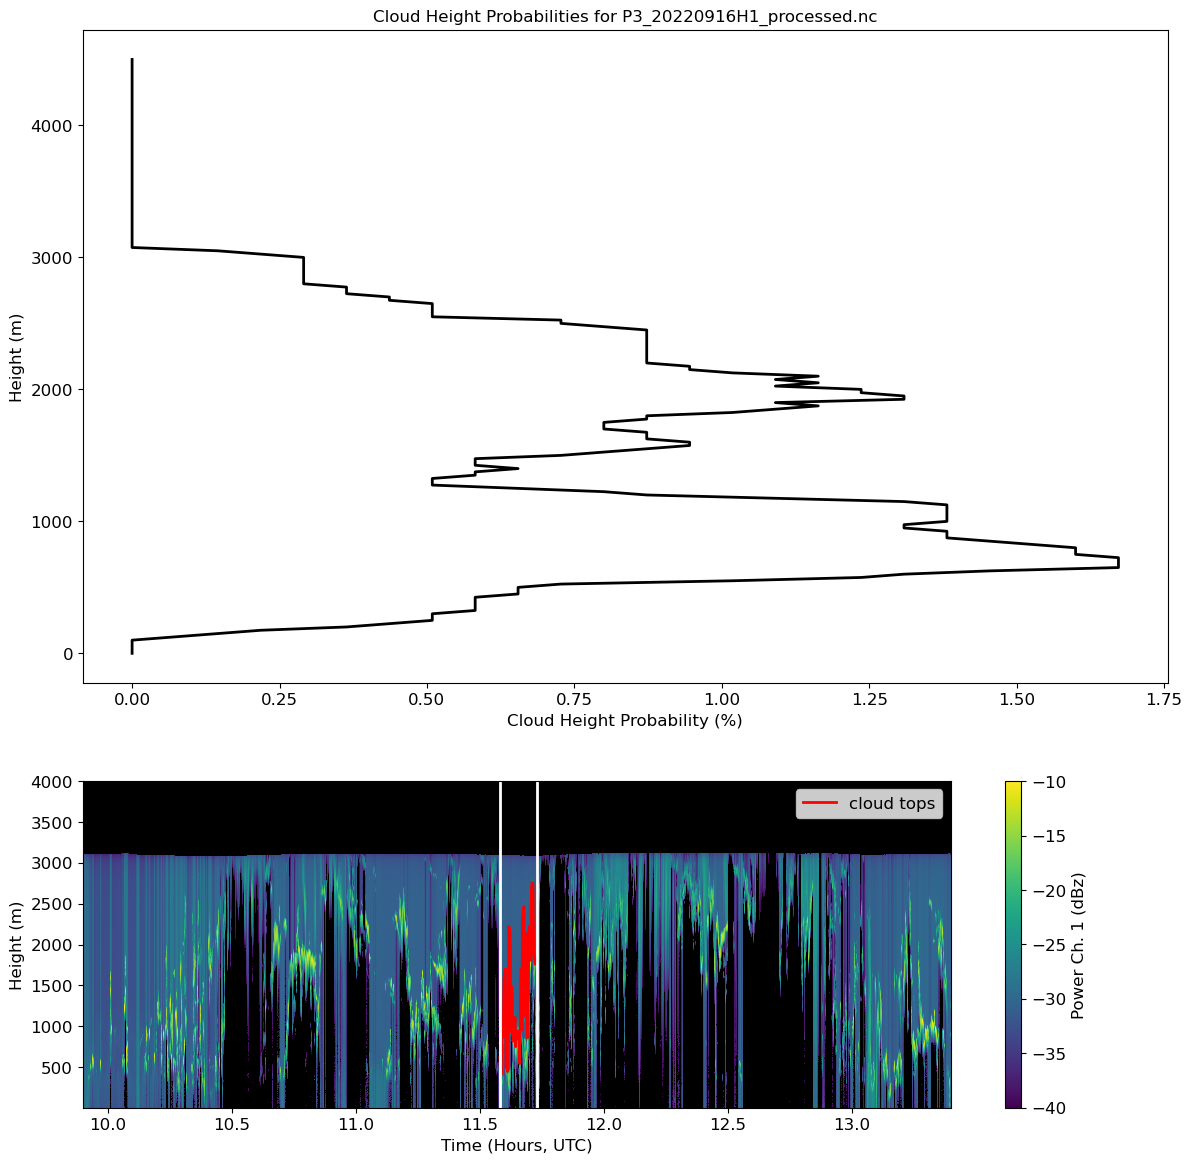 Cloud Height Probabilities for P3_20220916H1_processed.nc
Height (m)
4000
3000
2000
1000
0
0.00 0.25 0.50 0.75 1.00 1.25 1.50 1.75
Cloud Height Probability (%)
Height (m)
4000
3500
3000
2500
2000
1500
1000
500
cloud tops
10.0 10.5 11.0 11.5 12.0 12.5 13.0
Time (Hours, UTC)
−10
−15
−20
−25
−30
−35
−40
Power Ch. 1 (dBz)